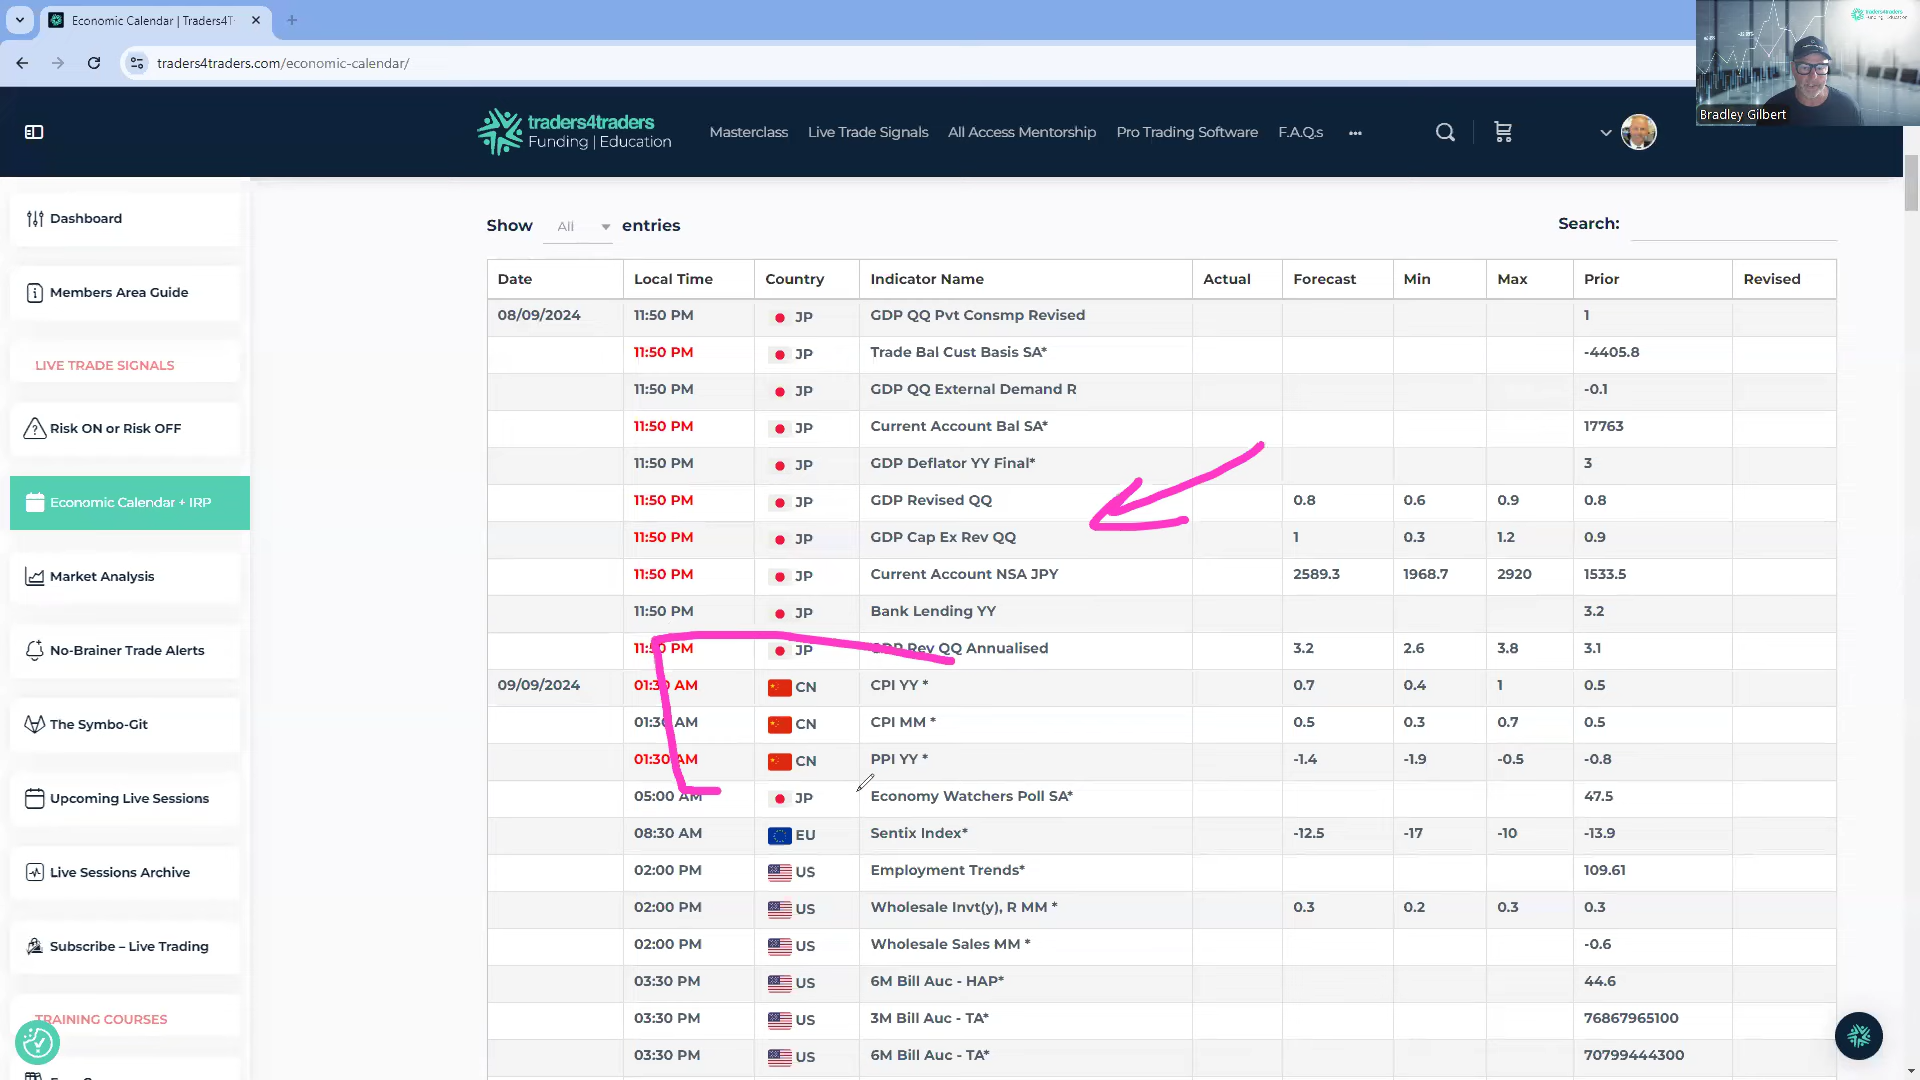 Economic Calendar | Traders4T
traders4traders.com/economic-calendar/
traders4traders
Funding | Education
Masterclass Live Trade Signals All Access Mentorship Pro Trading Software F.A.Q.s
Bradley Gilbert
Dashboard
Members Area Guide
LIVE TRADE SIGNALS
Risk ON or Risk OFF
Economic Calendar + IRP
Market Analysis
No-Brainer Trade Alerts
The Symbo-Git
Upcoming Live Sessions
Live Sessions Archive
Subscribe – Live Trading
TRAINING COURSES
Show All entries
Search:
Date Local Time Country Indicator Name Actual Forecast Min Max Prior Revised
08/09/2024 11:50 PM JP GDP QQ Pvt Consmp Revised 1
11:50 PM JP Trade Bal Cust Basis SA* -4405.8
11:50 PM JP GDP QQ External Demand R -0.1
11:50 PM JP Current Account Bal SA* 17763
11:50 PM JP GDP Deflator YY Final* 3
11:50 PM JP GDP Revised QQ 0.8 0.6 0.9 0.8
11:50 PM JP GDP Cap Ex Rev QQ 1 0.3 1.2 0.9
11:50 PM JP Current Account NSA JPY 2589.3 1968.7 2920 1533.5
11:50 PM JP Bank Lending YY 3.2
11:50 PM JP GDP Rev QQ Annualised 3.2 2.6 3.8 3.1
09/09/2024 01:30 AM CN CPI YY * 0.7 0.4 1 0.5
01:30 AM CN CPI MM * 0.5 0.3 0.7 0.5
01:30 AM CN PPI YY * -1.4 -1.9 -0.5 -0.8
05:00 AM JP Economy Watchers Poll SA* 47.5
08:30 AM EU Sentix Index* -12.5 -17 -10 -13.9
02:00 PM US Employment Trends* 109.61
02:00 PM US Wholesale Invt(y), R MM * 0.3 0.2 0.3 0.3
02:00 PM US Wholesale Sales MM * -0.6
03:30 PM US 6M Bill Auc - HAP* 44.6
03:30 PM US 3M Bill Auc - TA* 76867965100
03:30 PM US 6M Bill Auc - TA* 70799444300